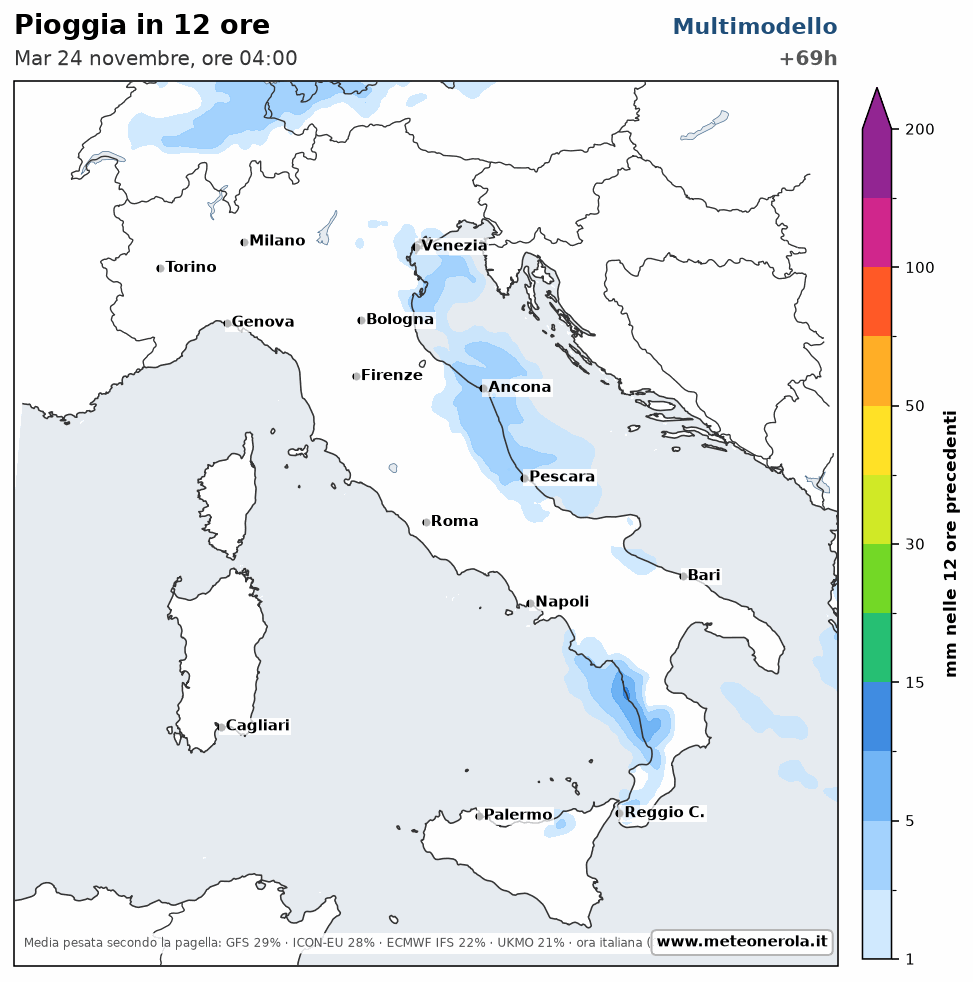 Pioggia in 12 ore
Multimodello
Mar 24 novembre, ore 04:00
+69h
200
100
50
30
15
5
1
mm nelle 12 ore precedenti
Milano
Venezia
Torino
Genova
Bologna
Firenze
Ancona
Pescara
Roma
Bari
Napoli
Cagliari
Palermo
Reggio C.
Media pesata secondo la pagella: GFS 29% · ICON-EU 28% · ECMWF IFS 22% · UKMO 21% · ora italiana (
www.meteonerola.it